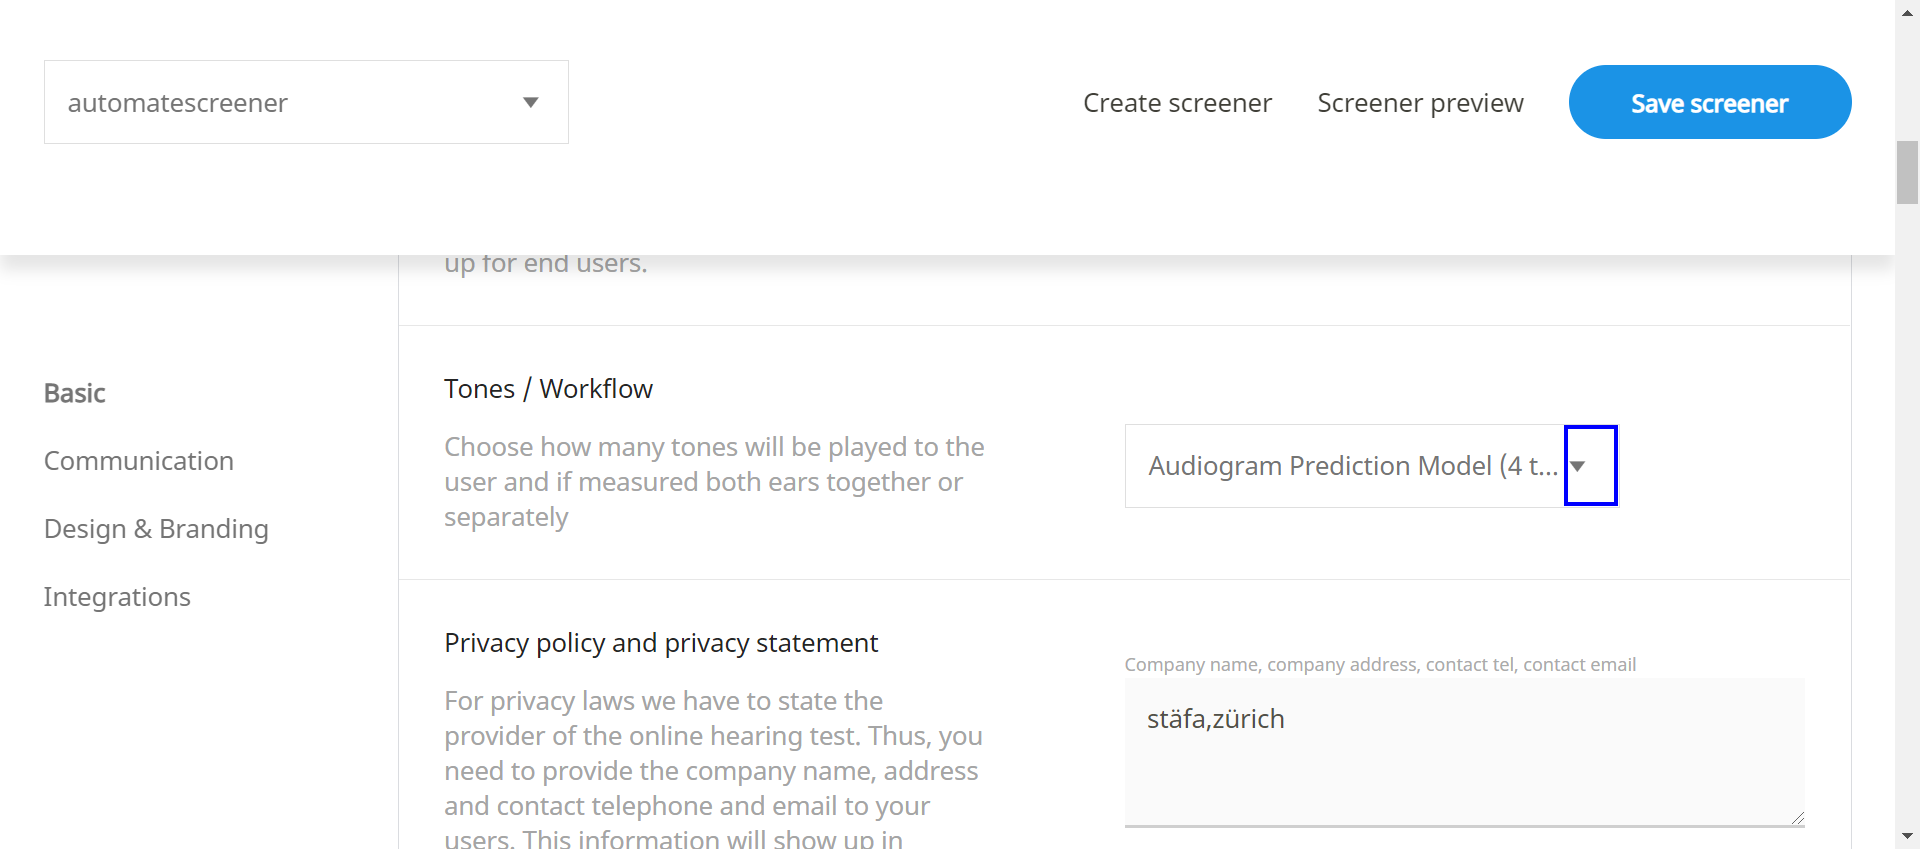 automatescreener
Create screener
Screener preview
Save screener
up for end users.
Basic
Communication
Design & Branding
Integrations
Tones / Workflow
Choose how many tones will be played to the
user and if measured both ears together or
separately
Audiogram Prediction Model (4 t...
Privacy policy and privacy statement
For privacy laws we have to state the
provider of the online hearing test. Thus, you
need to provide the company name, address
and contact telephone and email to your
users. This information will show up in
Company name, company address, contact tel, contact email
stäfa,zürich